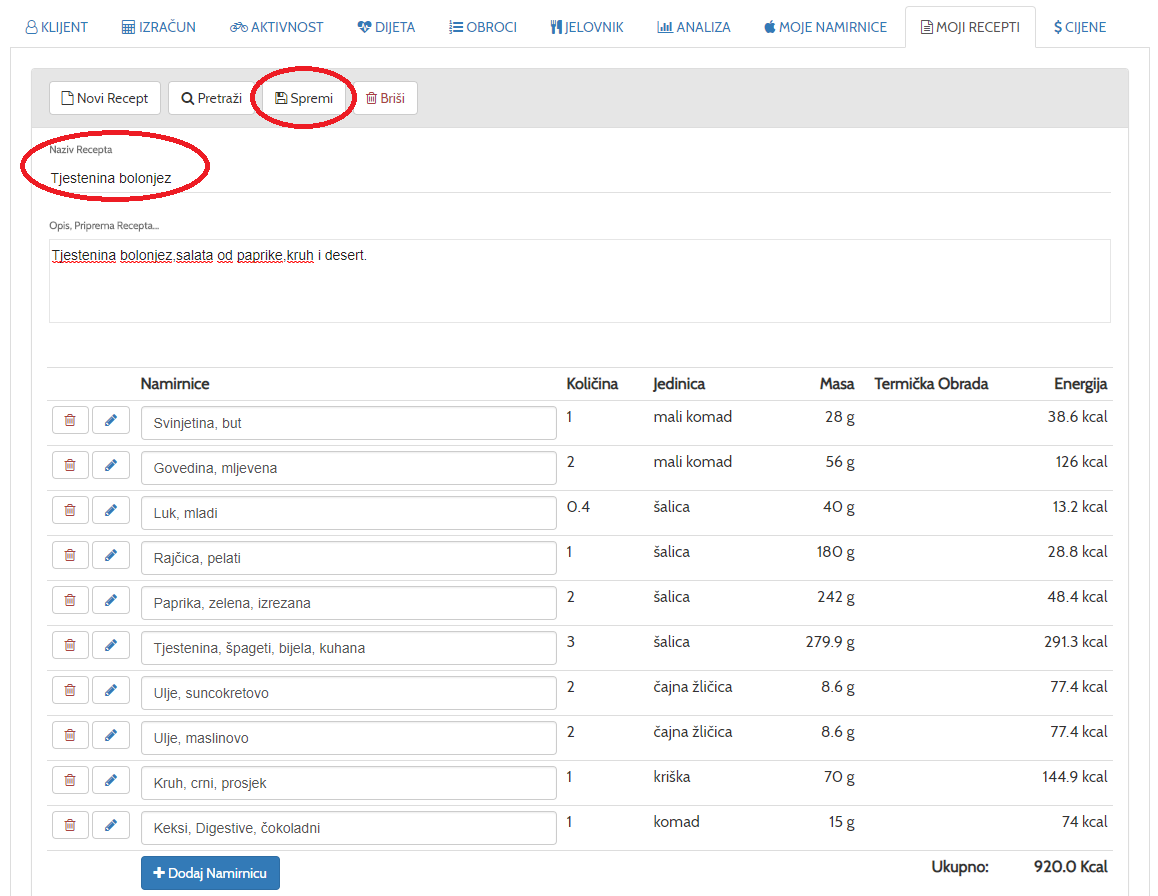 KLIJENT IZRAČUN AKTIVNOST DIJETA OBROCI JELOVNIK ANALIZA MOJE NAMIRNICE MOJI RECEPTI CIJENE
Novi Recept Pretraži Spremi Briši
Naziv Recepta
Tjestenina bolonjez
Opis, Priprema Recepta...
Tjestenina bolonjez,salata od paprike,kruh i desert.
Namirnice Količina Jedinica Masa Termička Obrada Energija
Svinjetina, but 1 mali komad 28 g 38.6 kcal
Govedina, mljevena 2 mali komad 56 g 126 kcal
Luk, mladi 0.4 šalica 40 g 13.2 kcal
Rajčica, pelati 1 šalica 180 g 28.8 kcal
Paprika, zelena, izrezana 2 šalica 242 g 48.4 kcal
Tjestenina, špageti, bijela, kuhana 3 šalica 279.9 g 291.3 kcal
Ulje, suncokretovo 2 čajna žličica 8.6 g 77.4 kcal
Ulje, maslinovo 2 čajna žličica 8.6 g 77.4 kcal
Kruh, crni, prosjek 1 kriška 70 g 144.9 kcal
Keksi, Digestive, čokoladni 1 komad 15 g 74 kcal
Dodaj Namirnicu Ukupno: 920.0 Kcal